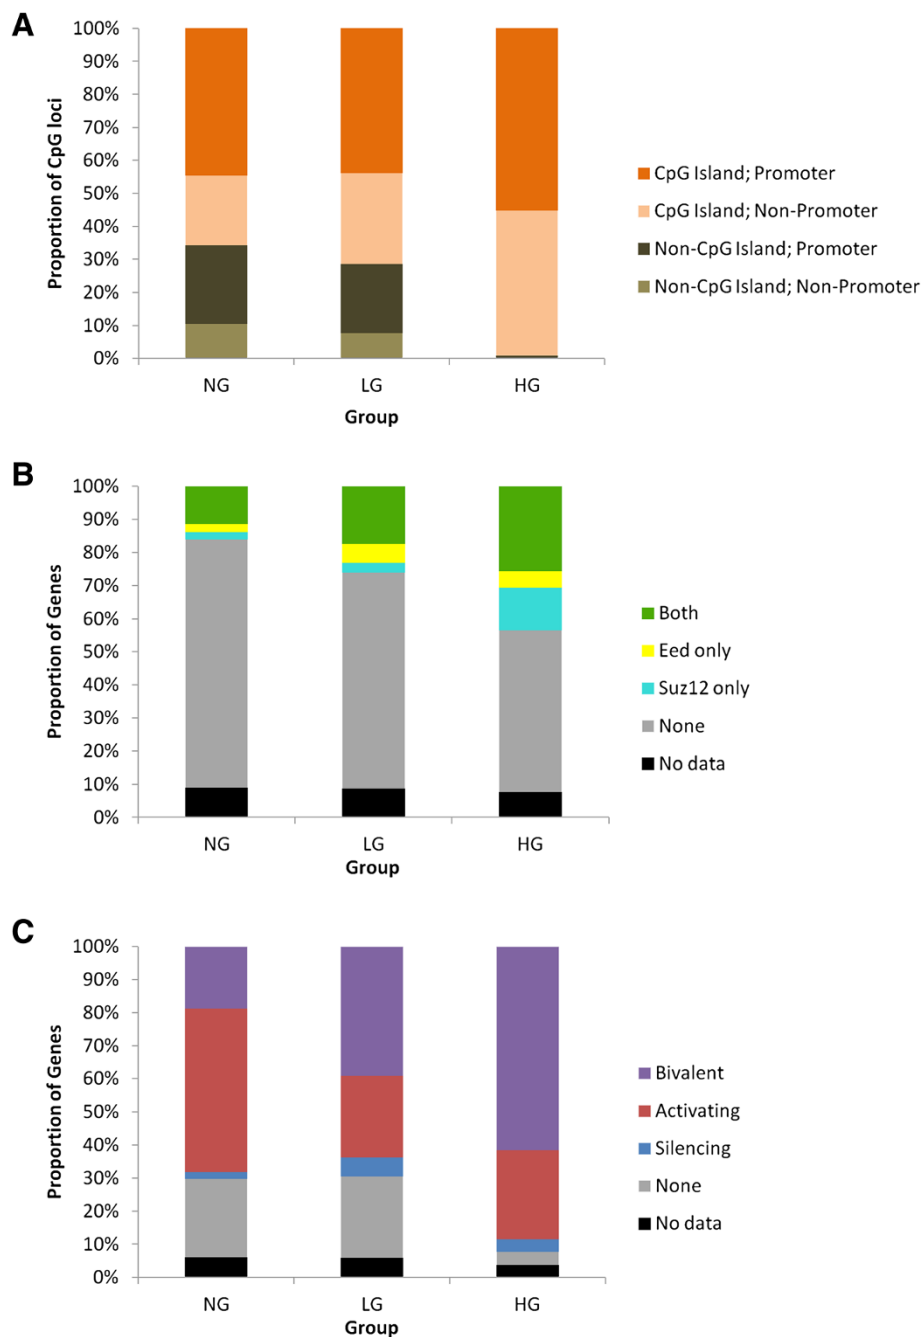 A
100%
90%
80%
70%
60%
50%
40%
30%
20%
10%
0%
Proportion of CpG loci
NG LG HG
Group
CpG Island; Promoter
CpG Island; Non-Promoter
Non-CpG Island; Promoter
Non-CpG Island; Non-Promoter
B
100%
90%
80%
70%
60%
50%
40%
30%
20%
10%
0%
Proportion of Genes
NG LG HG
Group
Both
Eed only
Suz12 only
None
No data
C
100%
90%
80%
70%
60%
50%
40%
30%
20%
10%
0%
Proportion of Genes
NG LG HG
Group
Bivalent
Activating
Silencing
None
No data